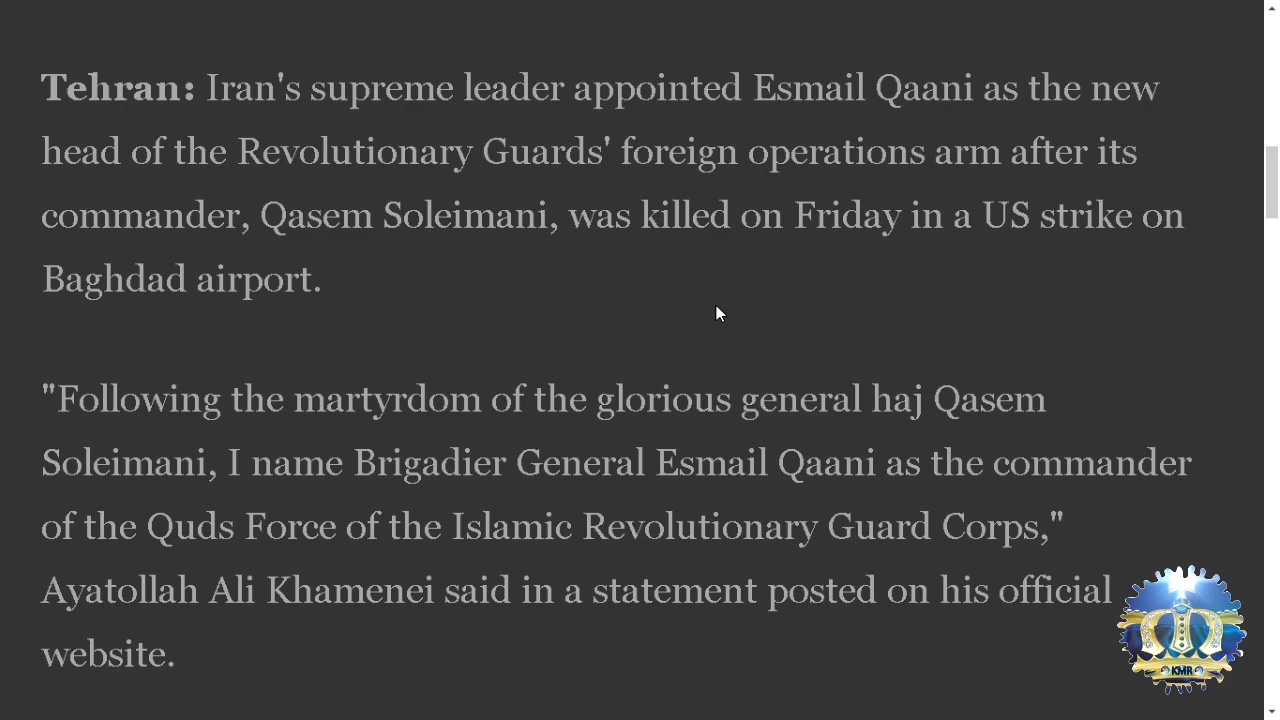 Tehran: Iran's supreme leader appointed Esmail Qaani as the new
head of the Revolutionary Guards' foreign operations arm after its
commander, Qasem Soleimani, was killed on Friday in a US strike on
Baghdad airport.
"Following the martyrdom of the glorious general haj Qasem
Soleimani, I name Brigadier General Esmail Qaani as the commander
of the Quds Force of the Islamic Revolutionary Guard Corps,"
Ayatollah Ali Khamenei said in a statement posted on his official
website.
KMR